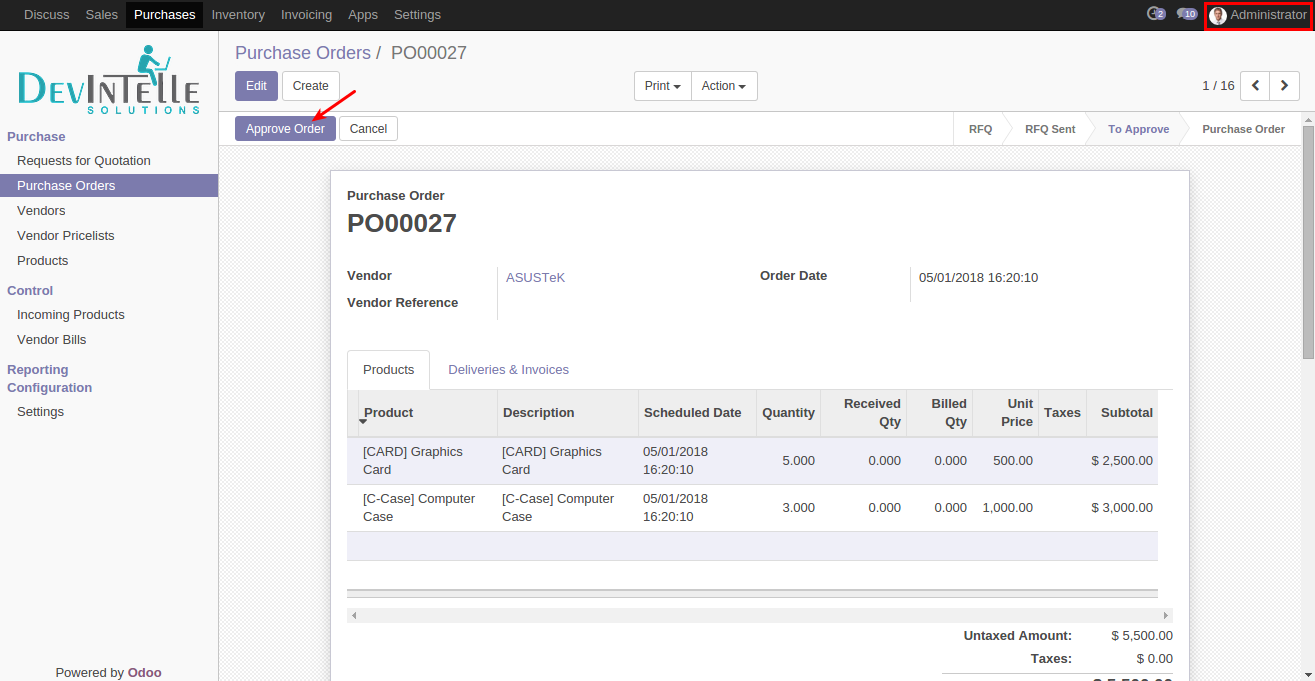 Discuss Sales Purchases Inventory Invoicing Apps Settings 2 10 Administrator
DEVINTELLE
SOLUTIONS
Purchase
Requests for Quotation
Purchase Orders
Vendors
Vendor Pricelists
Products
Control
Incoming Products
Vendor Bills
Reporting
Configuration
Settings
Powered by Odoo
Purchase Orders / PO00027
Edit Create Print Action 1 / 16
Approve Order Cancel RFQ RFQ Sent To Approve Purchase Order
Purchase Order
PO00027
Vendor ASUSTeK Order Date 05/01/2018 16:20:10
Vendor Reference
Products Deliveries & Invoices
Product Description Scheduled Date Quantity Received Qty Billed Qty Unit Price Taxes Subtotal
[CARD] Graphics Card [CARD] Graphics Card 05/01/2018 16:20:10 5.000 0.000 0.000 500.00 $ 2,500.00
[C-Case] Computer Case [C-Case] Computer Case 05/01/2018 16:20:10 3.000 0.000 0.000 1,000.00 $ 3,000.00
Untaxed Amount: $ 5,500.00
Taxes: $ 0.00